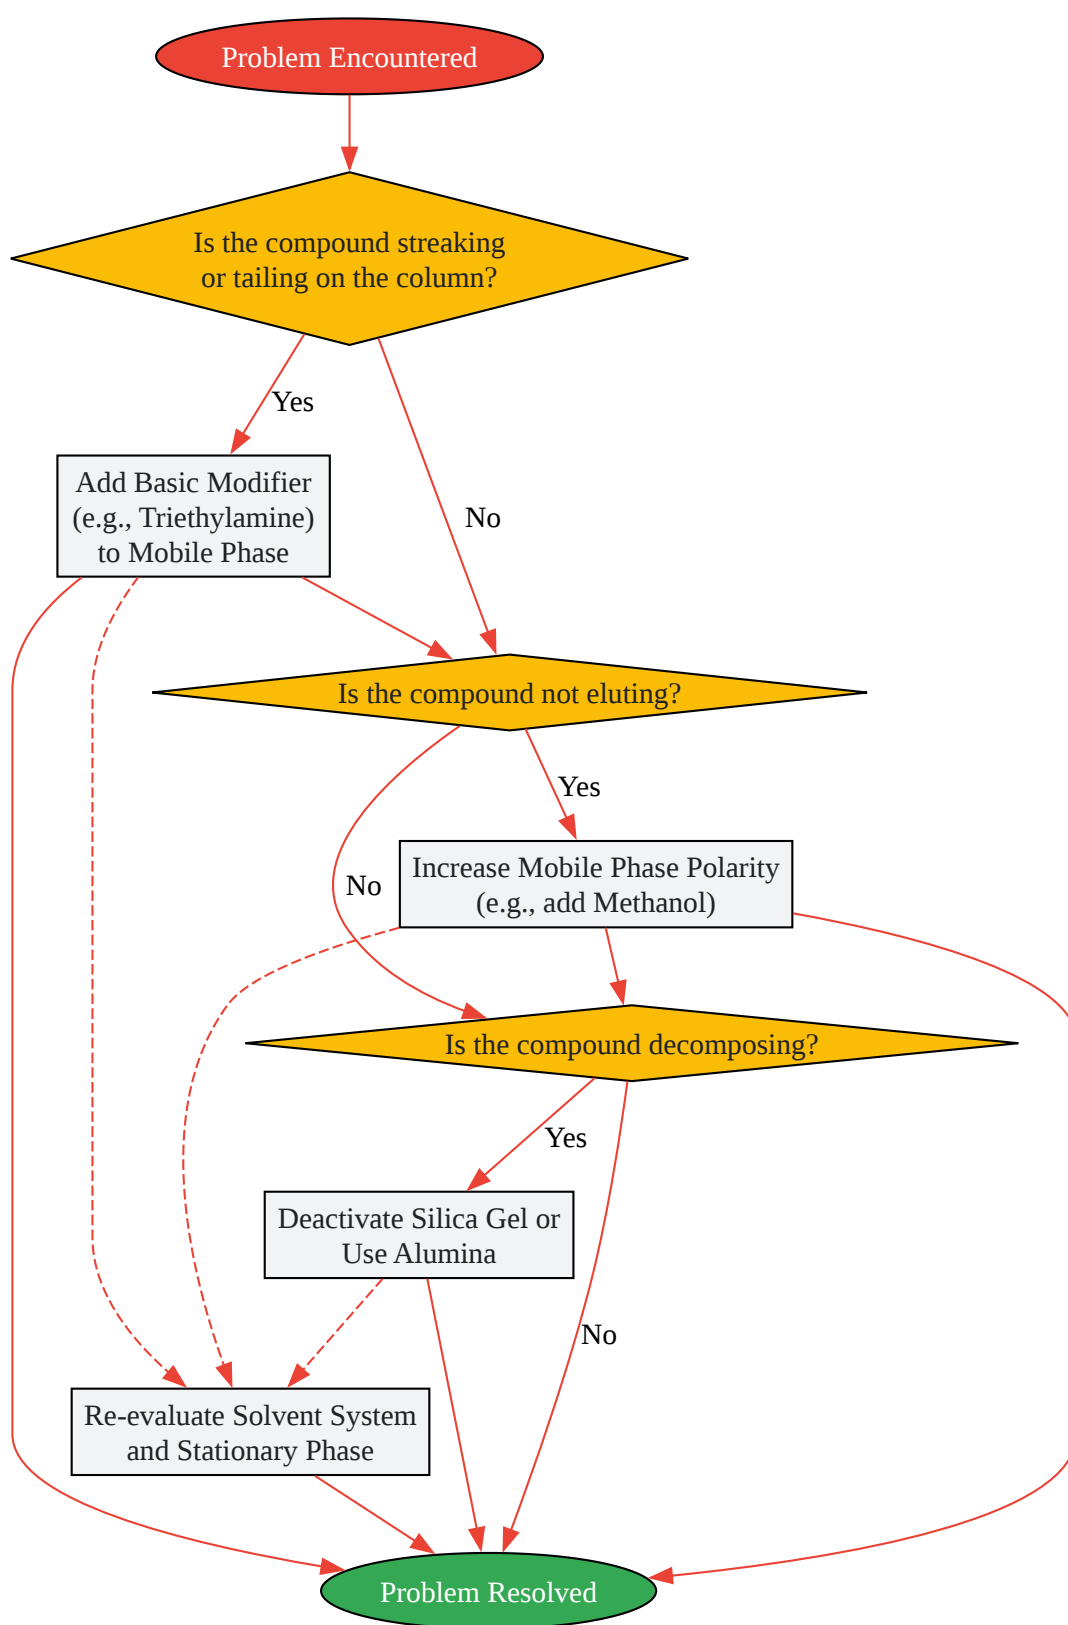 Problem Encountered
Is the compound streaking
or tailing on the column?
Yes
Add Basic Modifier
(e.g., Triethylamine)
to Mobile Phase
No
Is the compound not eluting?
Yes
Increase Mobile Phase Polarity
(e.g., add Methanol)
No
Is the compound decomposing?
Yes
Deactivate Silica Gel or
Use Alumina
No
Re-evaluate Solvent System
and Stationary Phase
Problem Resolved